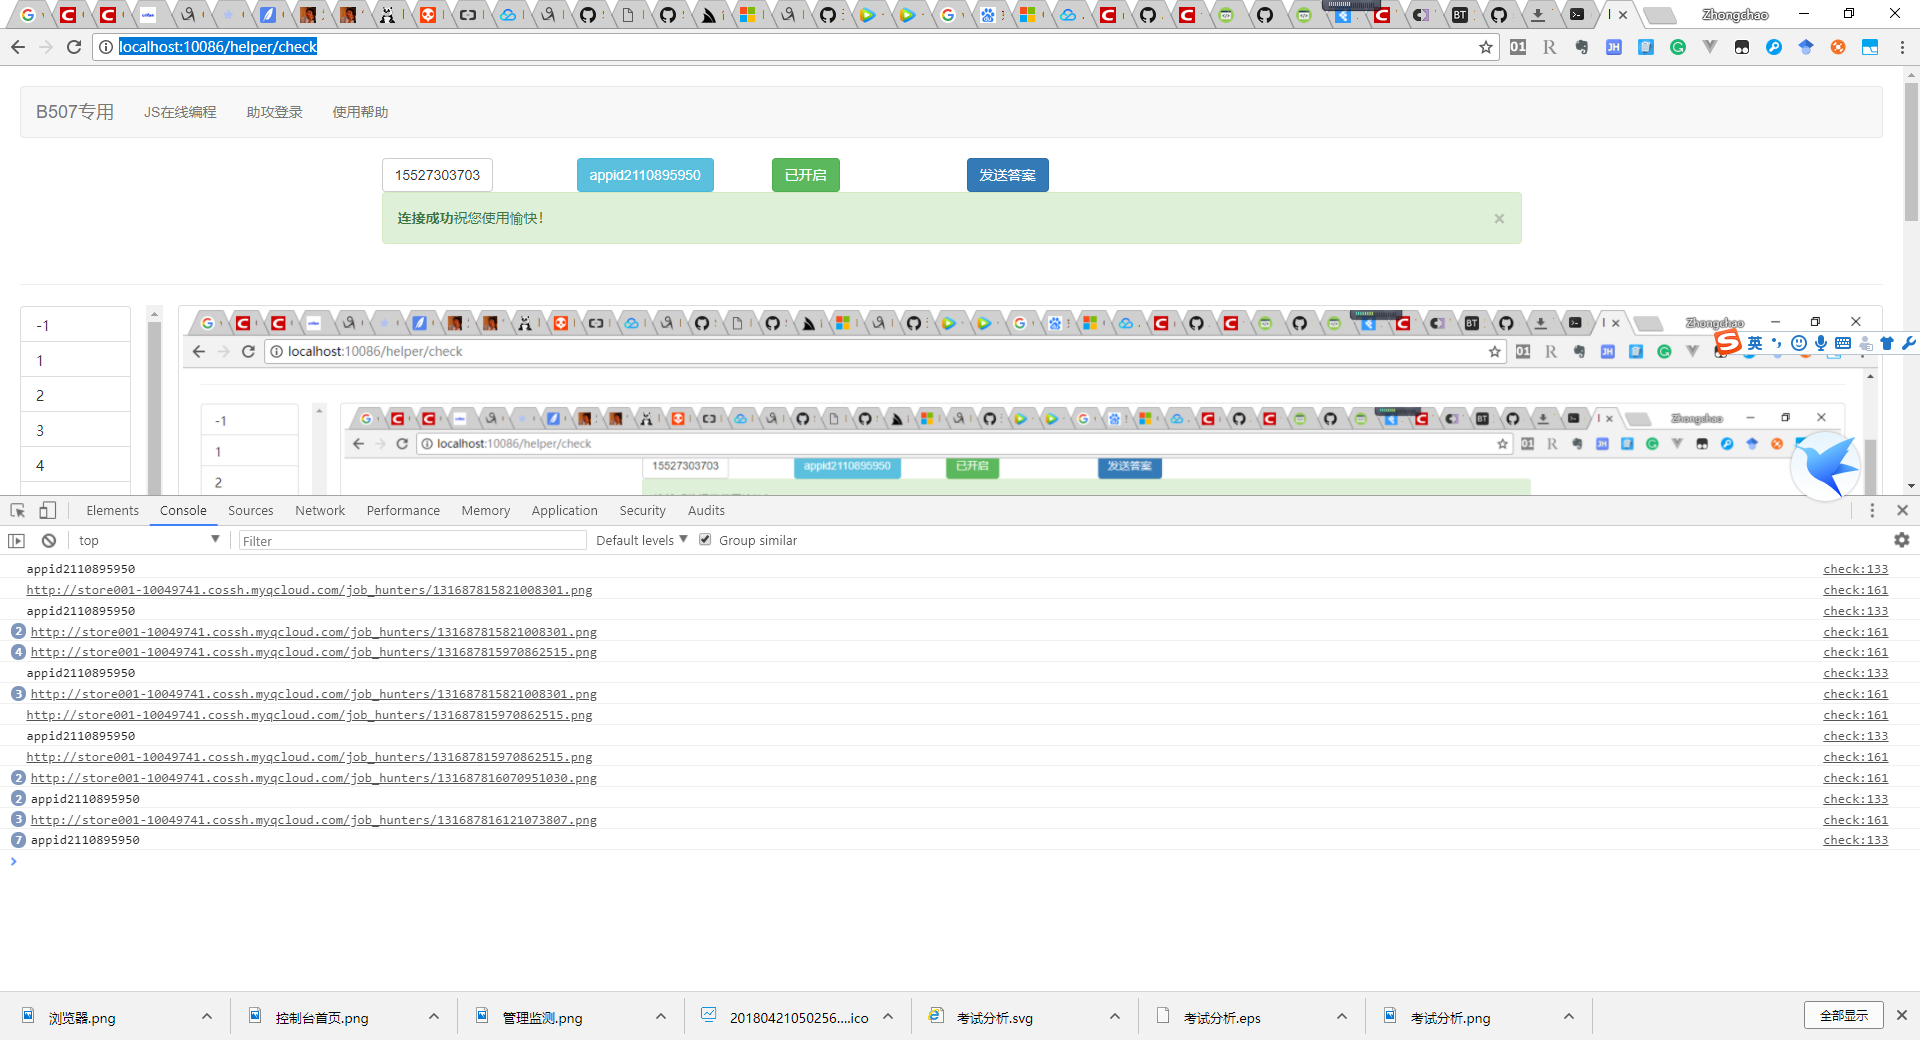 Zhongchao
localhost:10086/helper/check
B507专用 JS在线编程 助攻登录 使用帮助
15527303703 appid2110895950 已开启 发送答案
连接成功祝您使用愉快！ ×
-1
1
2
3
4
Zhongchao
localhost:10086/helper/check
英
-1
1
2
Zhongchao
localhost:10086/helper/check
15527303703 appid2110895950 已开启 发送答案
Elements Console Sources Network Performance Memory Application Security Audits
top Filter Default levels Group similar
appid2110895950 check:133
http://store001-10049741.cossh.myqcloud.com/job_hunters/131687815821008301.png check:161
appid2110895950 check:133
2 http://store001-10049741.cossh.myqcloud.com/job_hunters/131687815821008301.png check:161
4 http://store001-10049741.cossh.myqcloud.com/job_hunters/131687815970862515.png check:161
appid2110895950 check:133
3 http://store001-10049741.cossh.myqcloud.com/job_hunters/131687815821008301.png check:161
http://store001-10049741.cossh.myqcloud.com/job_hunters/131687815970862515.png check:161
appid2110895950 check:133
http://store001-10049741.cossh.myqcloud.com/job_hunters/131687815970862515.png check:161
2 http://store001-10049741.cossh.myqcloud.com/job_hunters/131687816070951030.png check:161
2 appid2110895950 check:133
3 http://store001-10049741.cossh.myqcloud.com/job_hunters/131687816121073807.png check:161
7 appid2110895950 check:133
浏览器.png 控制台首页.png 管理监测.png 20180421050256....ico 考试分析.svg 考试分析.eps 考试分析.png 全部显示